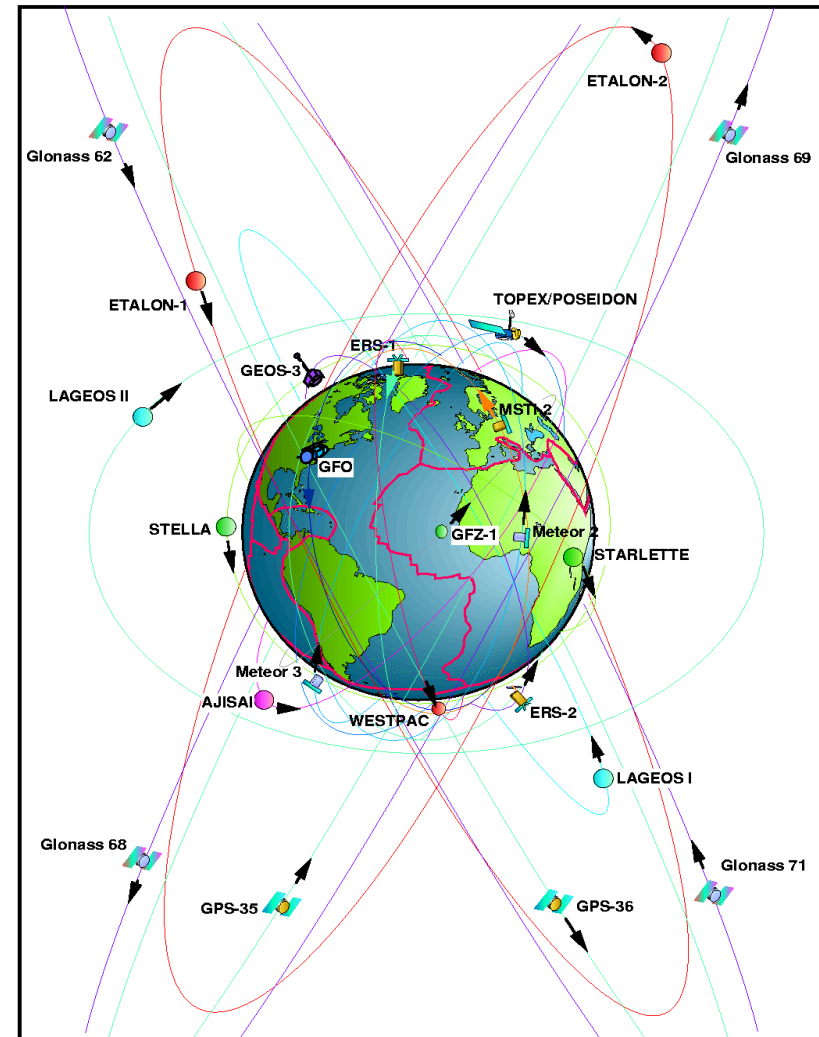 ETALON-2
Glonass 62
Glonass 69
ETALON-1
TOPEX/POSEIDON
ERS-1
GEOS-3
LAGEOS II
MSTI 2
GFO
STELLA
GFZ-1
Meteor 2
STARLETTE
Meteor 3
AJISAI
WESTPAC
ERS-2
LAGEOS I
Glonass 68
Glonass 71
GPS-35
GPS-36